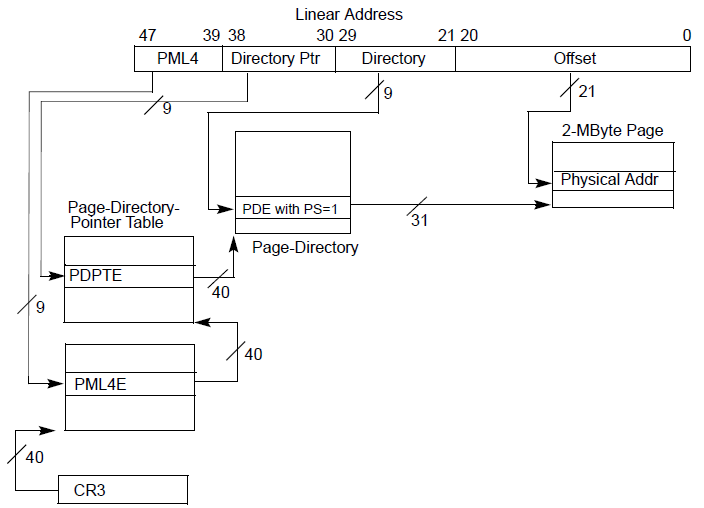 Linear Address
47 39 38 30 29 21 20 0
PML4 Directory Ptr Directory Offset
9 9 21
2-MByte Page
Physical Addr
PDE with PS=1
31
Page-Directory-
Pointer Table
Page-Directory
PDPTE
40
9
40
PML4E
40
CR3